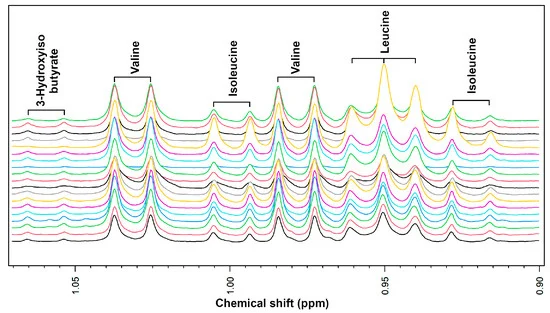 3-Hydroxyiso
butyrate
Valine
Isoleucine
Valine
Leucine
Isoleucine
1.05
1.00
0.95
0.90
Chemical shift (ppm)